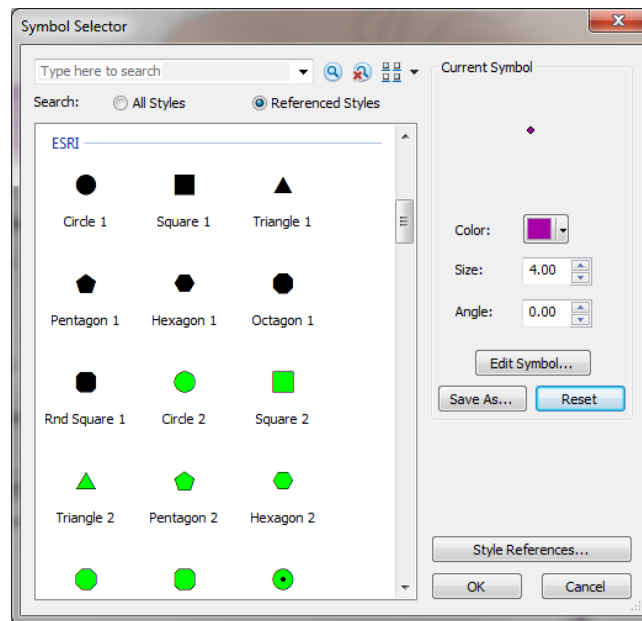 Symbol Selector
Type here to search
Search: All Styles Referenced Styles
ESRI
Circle 1 Square 1 Triangle 1
Pentagon 1 Hexagon 1 Octagon 1
Rnd Square 1 Circle 2 Square 2
Triangle 2 Pentagon 2 Hexagon 2
Current Symbol
Color:
Size: 4.00
Angle: 0.00
Edit Symbol...
Save As... Reset
Style References...
OK Cancel